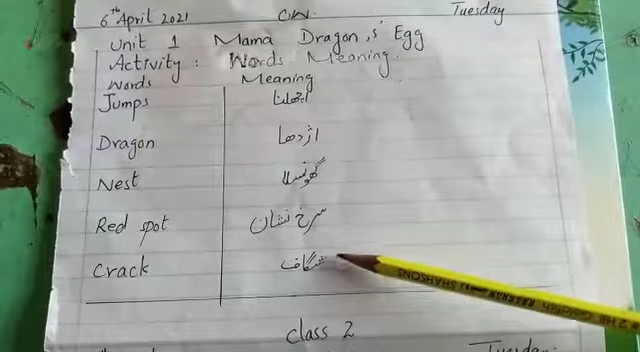 6th April 2021 C.W. Tuesday
Unit 1 Mama Dragon,s' Egg
Activity : Words Meaning.
Words Meaning
Jumps اچھلنا
Dragon اژدھا
Nest گھونسلا
Red spot سرخ نشان
Crack شگاف
Class 2
Tuesday.